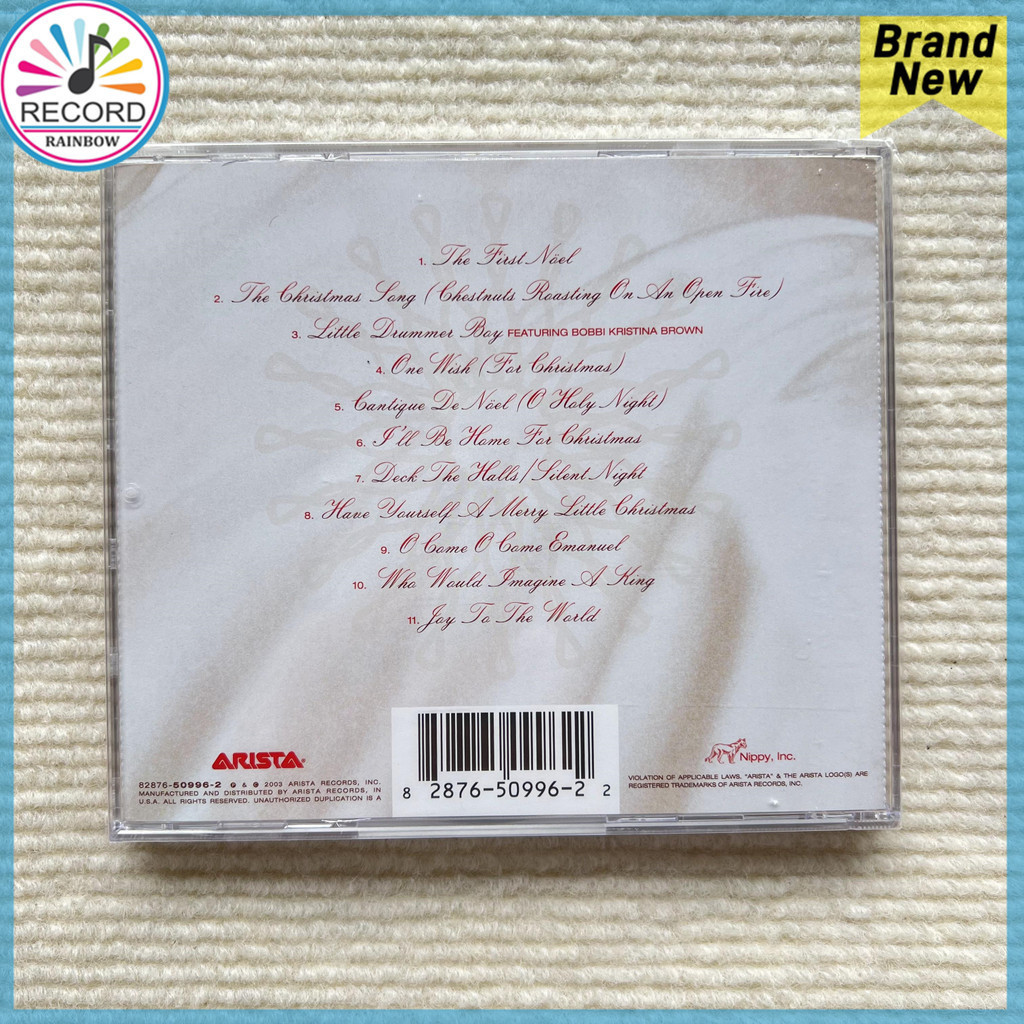 RECORD
RAINBOW
Brand
New
1. The First Nöel
2. The Christmas Song (Chestnuts Roasting On An Open Fire)
3. Little Drummer Boy FEATURING BOBBI KRISTINA BROWN
4. One Wish (For Christmas)
5. Cantique De Nöel (O Holy Night)
6. I'll Be Home For Christmas
7. Deck The Halls/Silent Night
8. Have Yourself A Merry Little Christmas
9. O Come O Come Emanuel
10. Who Would Imagine A King
11. Joy To The World
ARISTA
82876-50996-2 ℗ & © 2003 ARISTA RECORDS, INC.
MANUFACTURED AND DISTRIBUTED BY ARISTA RECORDS, IN
U.S.A. ALL RIGHTS RESERVED. UNAUTHORIZED DUPLICATION IS A
8 2876-50996-2 2
Nippy, Inc.
VIOLATION OF APPLICABLE LAWS. "ARISTA" & THE ARISTA LOGO(S) ARE
REGISTERED TRADEMARKS OF ARISTA RECORDS, INC.